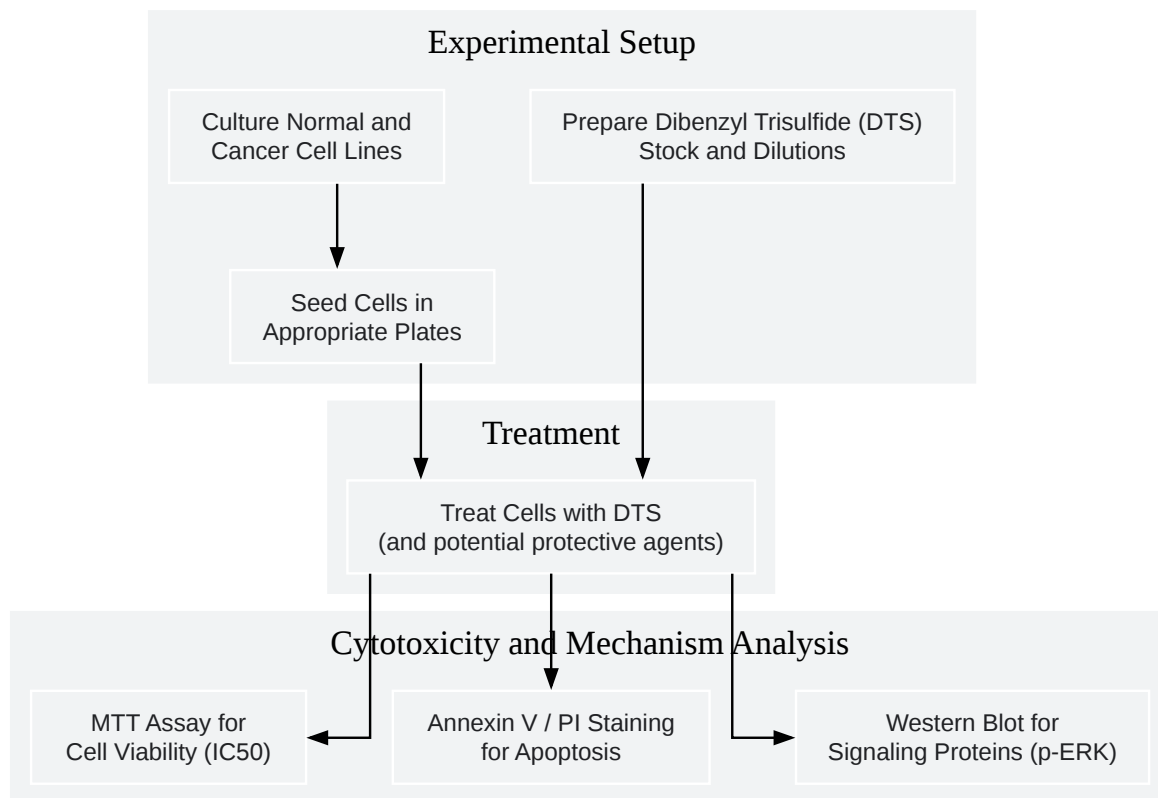 Experimental Setup
Culture Normal and
Cancer Cell Lines
Prepare Dibenzyl Trisulfide (DTS)
Stock and Dilutions
Seed Cells in
Appropriate Plates
Treatment
Treat Cells with DTS
(and potential protective agents)
Cytotoxicity and Mechanism Analysis
MTT Assay for
Cell Viability (IC50)
Annexin V / PI Staining
for Apoptosis
Western Blot for
Signaling Proteins (p-ERK)